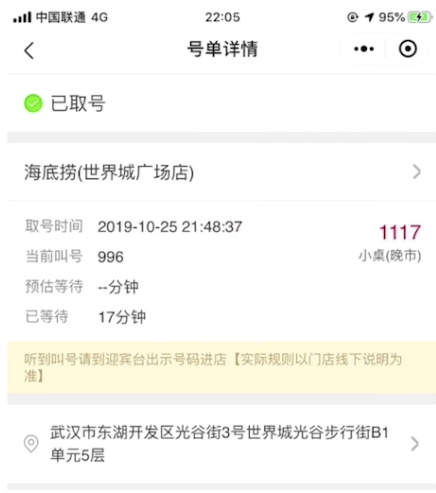 中国联通 4G 22:05 95%
号单详情
已取号
海底捞(世界城广场店)
取号时间 2019-10-25 21:48:37
1117
当前叫号 996
小桌(晚市)
预估等待 --分钟
已等待 17分钟
听到叫号请到迎宾台出示号码进店【实际规则以门店线下说明为
准】
武汉市东湖开发区光谷街3号世界城光谷步行街B1
单元5层